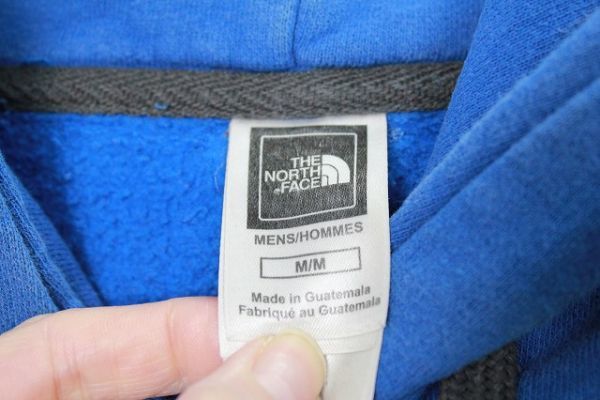 THE
NORTH
FACE
MENS/HOMMES
M/M
Made in Guatemala
Fabriqué au Guatemala